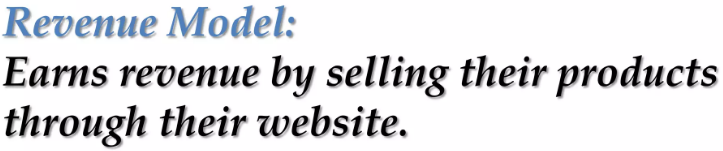 Revenue Model:
Earns revenue by selling their products
through their website.